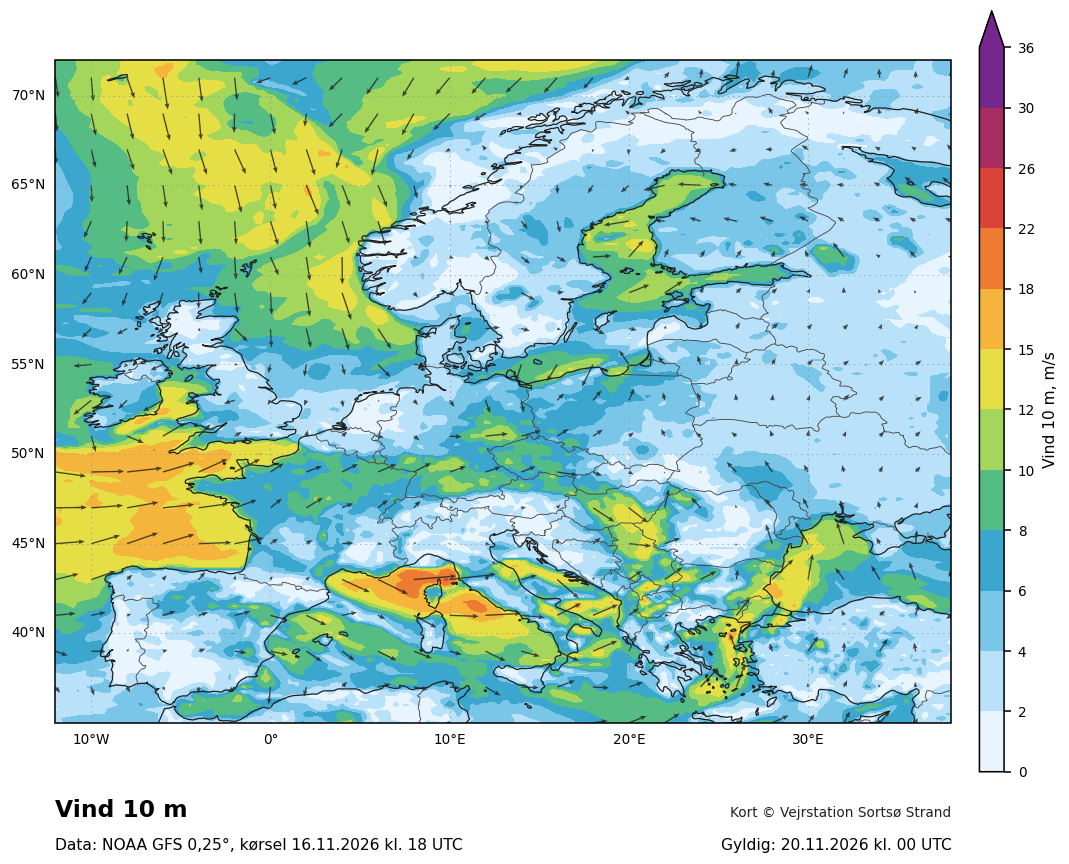 70°N
65°N
60°N
55°N
50°N
45°N
40°N
10°W 0° 10°E 20°E 30°E
36
30
26
22
18
15
12
10
8
6
4
2
0
Vind 10 m, m/s
Vind 10 m
Kort © Vejrstation Sortsø Strand
Data: NOAA GFS 0,25°, kørsel 16.11.2026 kl. 18 UTC
Gyldig: 20.11.2026 kl. 00 UTC